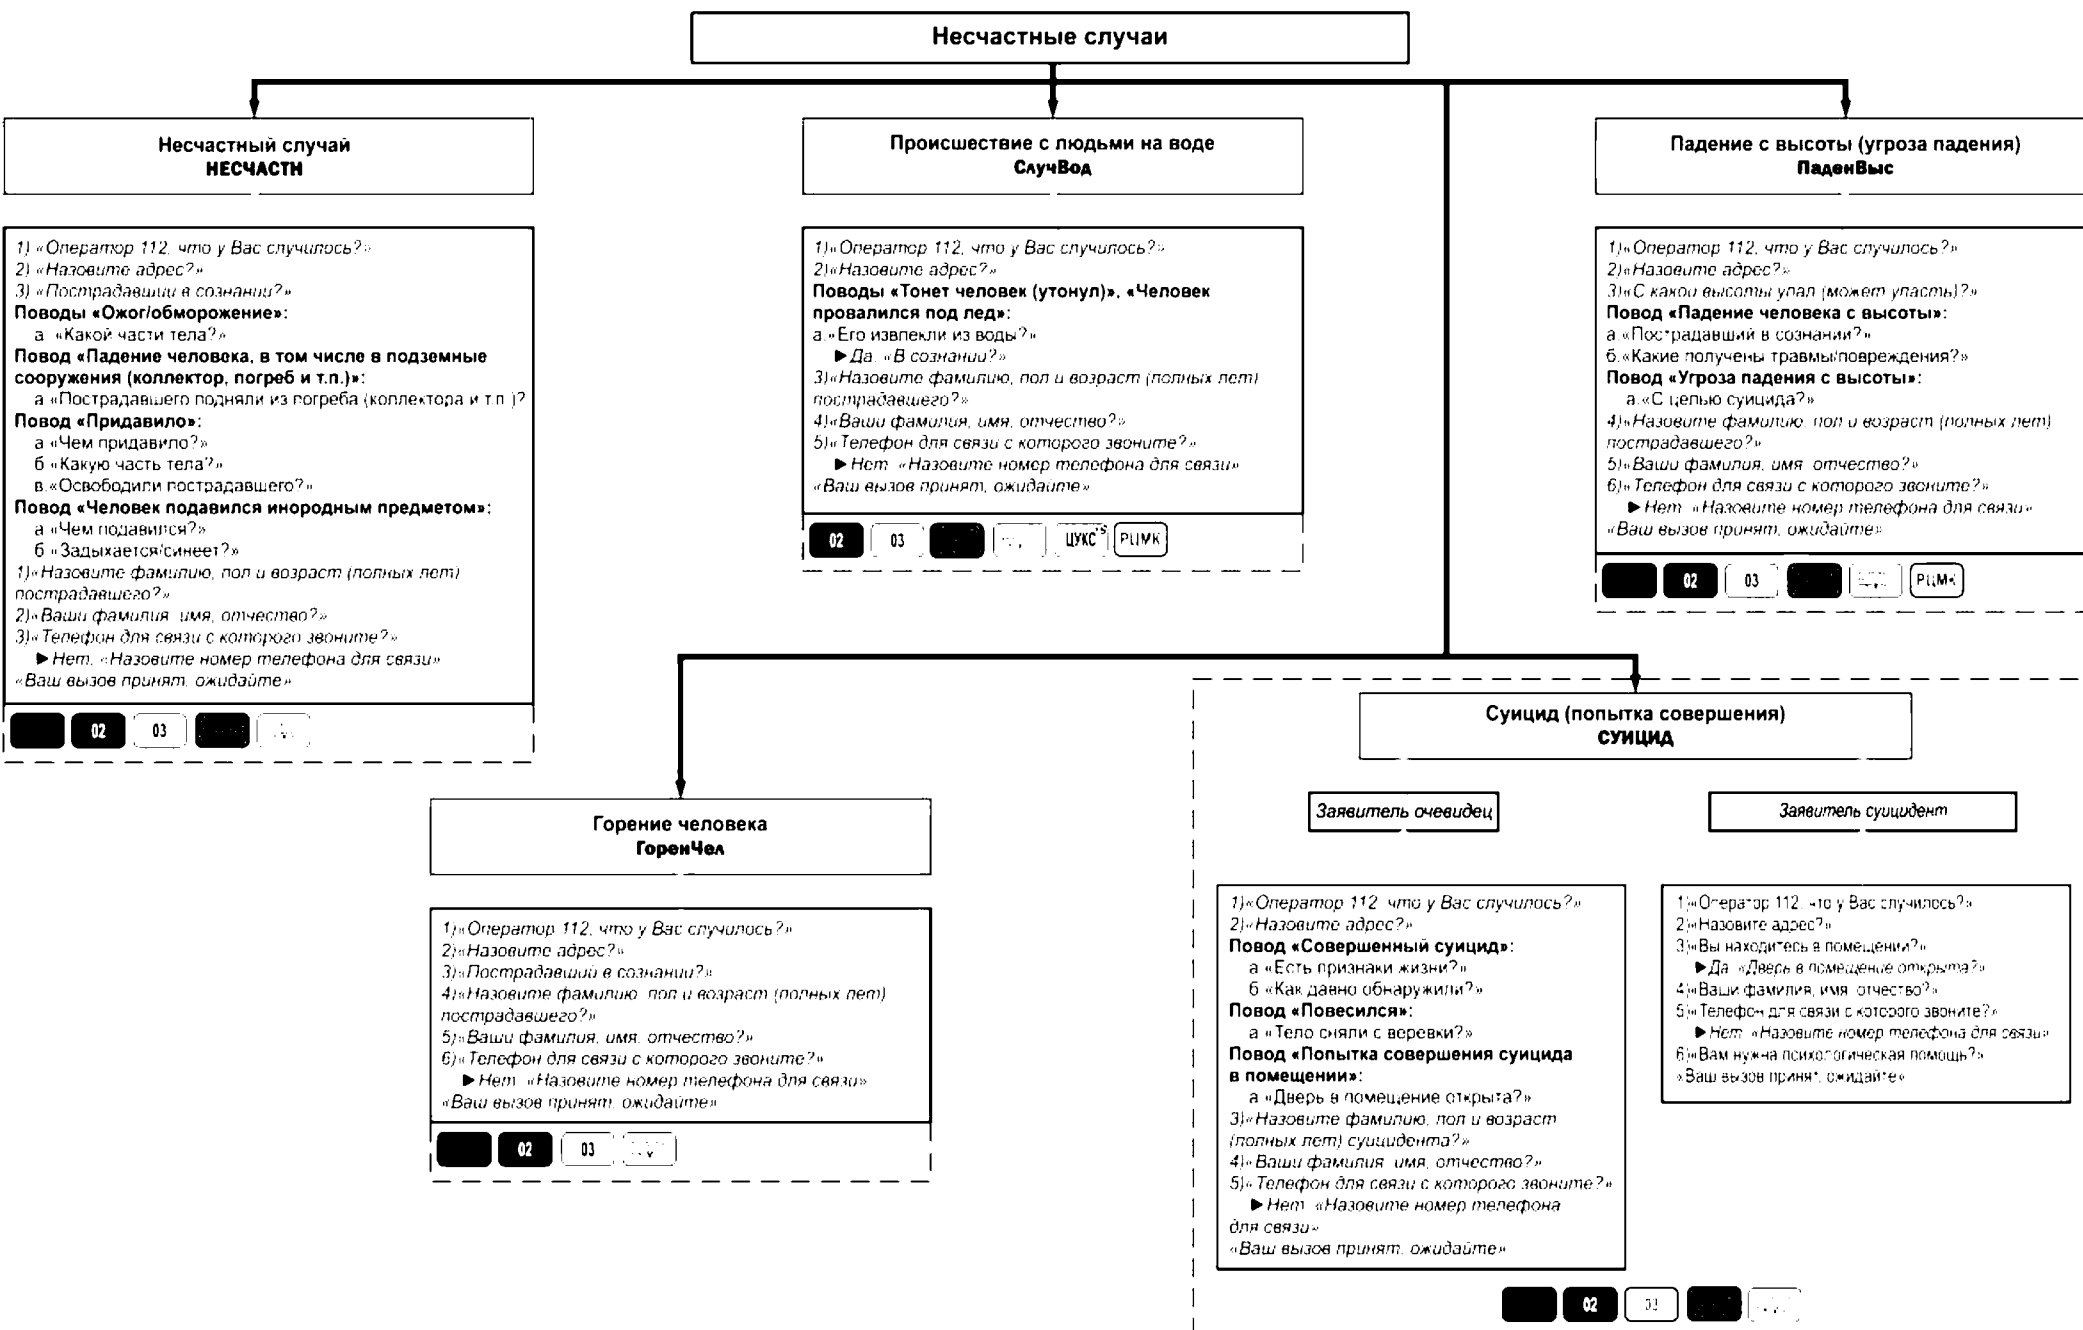 Несчастные случаи
Несчастный случай
НЕСЧАСТН
1) «Оператор 112, что у Вас случилось?»
2) «Назовите адрес?»
3) «Пострадавший в сознании?»
Поводы «Ожог/обморожение»:
а «Какой части тела?»
Повод «Падение человека, в том числе в подземные
сооружения (коллектор, погреб и т.п.)»:
а «Пострадавшего подняли из погреба (коллектора и т.п.)?
Повод «Придавило»:
а «Чем придавило?»
б «Какую часть тела?»
в.«Освободили пострадавшего?»
Повод «Человек подавился инородным предметом»:
а «Чем подавился?»
б «Задыхается/синеет?»
1)«Назовите фамилию, пол и возраст (полных лет)
пострадавшего?»
2)«Ваши фамилия имя, отчество?»
3)«Телефон для связи с которого звоните?»
▶Нет. «Назовите номер телефона для связи»
«Ваш вызов принят, ожидайте»
02 03
Происшествие с людьми на воде
СлучВод
1)«Оператор 112, что у Вас случилось?»
2)«Назовите адрес?»
Поводы «Тонет человек (утонул)», «Человек
провалился под лед»:
а.«Его извлекли из воды?»
▶Да. «В сознании?»
3)«Назовите фамилию, пол и возраст (полных лет)
пострадавшего?»
4)«Ваши фамилия, имя, отчество?»
5)«Телефон для связи с которого звоните?»
▶Нет «Назовите номер телефона для связи»
«Ваш вызов принят, ожидайте»
02 03 ЦУКС РЦМК
Падение с высоты (угроза падения)
ПаденВыс
1)«Оператор 112, что у Вас случилось?»
2)«Назовите адрес?»
3)«С какой высоты упал (может упасть)?»
Повод «Падение человека с высоты»:
а.«Пострадавший в сознании?»
б.«Какие получены травмы/повреждения?»
Повод «Угроза падения с высоты»:
а.«С целью суицида?»
4)«Назовите фамилию, пол и возраст (полных лет)
пострадавшего?»
5)«Ваши фамилия, имя отчество?»
6)«Телефон для связи с которого звоните?»
▶Нет «Назовите номер телефона для связи»
«Ваш вызов принят, ожидайте»
02 03 РЦМК
Горение человека
ГоренЧел
1)«Оператор 112, что у Вас случилось?»
2)«Назовите адрес?»
3)«Пострадавший в сознании?»
4)«Назовите фамилию пол и возраст (полных лет)
пострадавшего?»
5)«Ваши фамилия, имя, отчество?»
6)«Телефон для связи с которого звоните?»
▶Нет «Назовите номер телефона для связи»
«Ваш вызов принят, ожидайте»
02 03
Суицид (попытка совершения)
СУИЦИД
Заявитель очевидец
1)«Оператор 112 что у Вас случилось?»
2)«Назовите адрес?»
Повод «Совершенный суицид»:
а «Есть признаки жизни?»
б «Как давно обнаружили?»
Повод «Повесился»:
а «Тело сняли с веревки?»
Повод «Попытка совершения суицида
в помещении»:
а «Дверь в помещение открыта?»
3)«Назовите фамилию, пол и возраст
(полных лет) суицидента?»
4)«Ваши фамилия имя, отчество?»
5)«Телефон для связи с которого звоните?»
▶Нет «Назовите номер телефона
для связи»
«Ваш вызов принят, ожидайте»
Заявитель суицидент
1)«Оператор 112, что у Вас случилось?»
2)«Назовите адрес?»
3)«Вы находитесь в помещении?»
▶Да «Дверь в помещение открыта?»
4)«Ваши фамилия, имя отчество?»
5)«Телефон для связи с которого звоните?»
▶Нет «Назовите номер телефона для связи»
6)«Вам нужна психологическая помощь?»
«Ваш вызов принят, ожидайте»
02 03